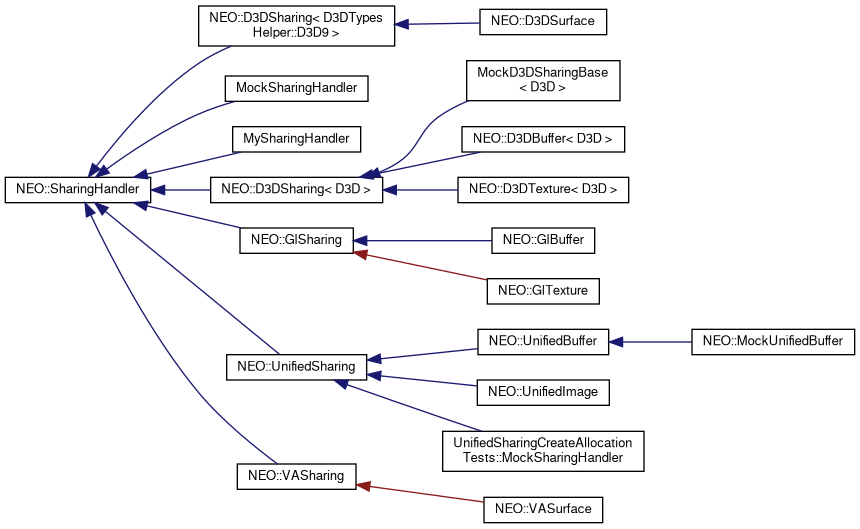 NEO::D3DSharing< D3DTypes
Helper::D3D9 >
NEO::D3DSurface
MockSharingHandler
MockD3DSharingBase
< D3D >
MySharingHandler
NEO::D3DBuffer< D3D >
NEO::SharingHandler
NEO::D3DSharing< D3D >
NEO::D3DTexture< D3D >
NEO::GlSharing
NEO::GlBuffer
NEO::GlTexture
NEO::UnifiedSharing
NEO::UnifiedBuffer
NEO::MockUnifiedBuffer
NEO::UnifiedImage
UnifiedSharingCreateAllocation
Tests::MockSharingHandler
NEO::VASharing
NEO::VASurface